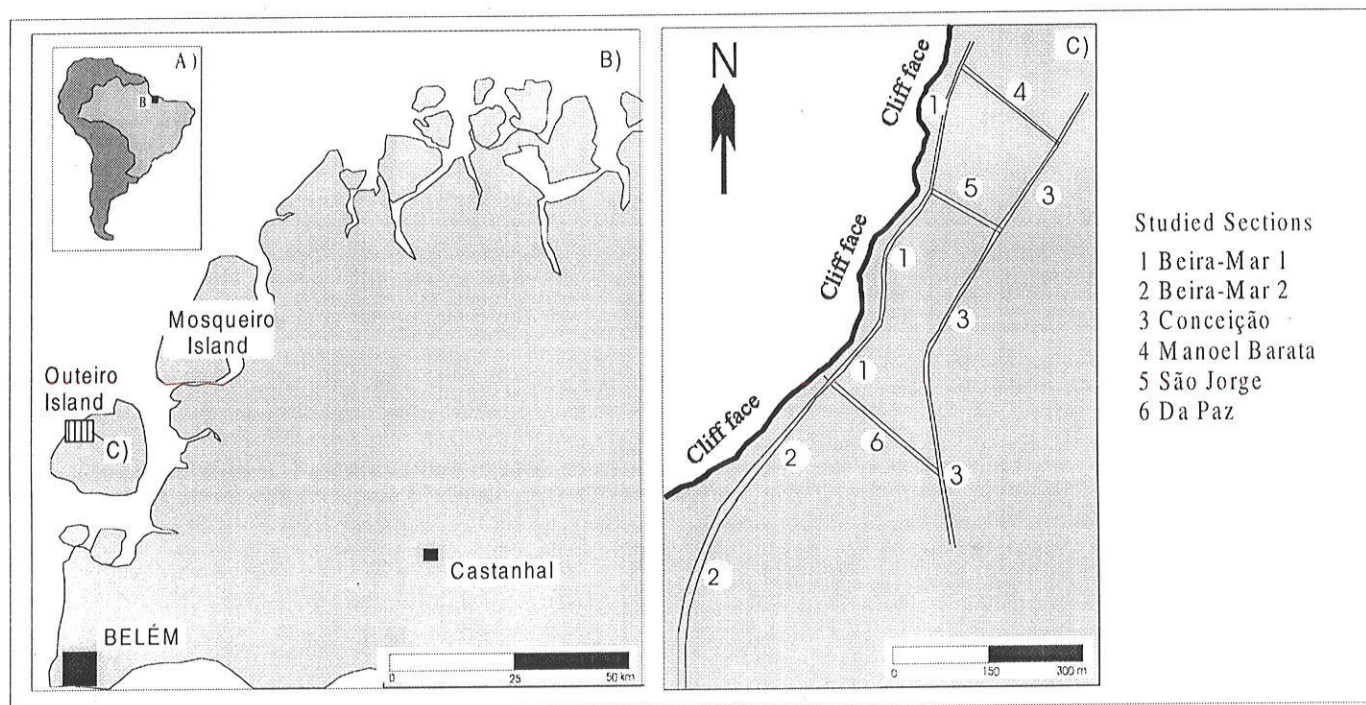 A)
B
B)
Mosqueiro
Island
Outeiro
Island
C)
Castanhal
BELÉM
0 25 50 km
C)
N
Cliff face
Cliff face
Cliff face
1
4
5
3
1
3
1
6
2
3
2
0 150 300 m
Studied Sections
1 Beira-Mar 1
2 Beira-Mar 2
3 Conceição
4 Manoel Barata
5 São Jorge
6 Da Paz